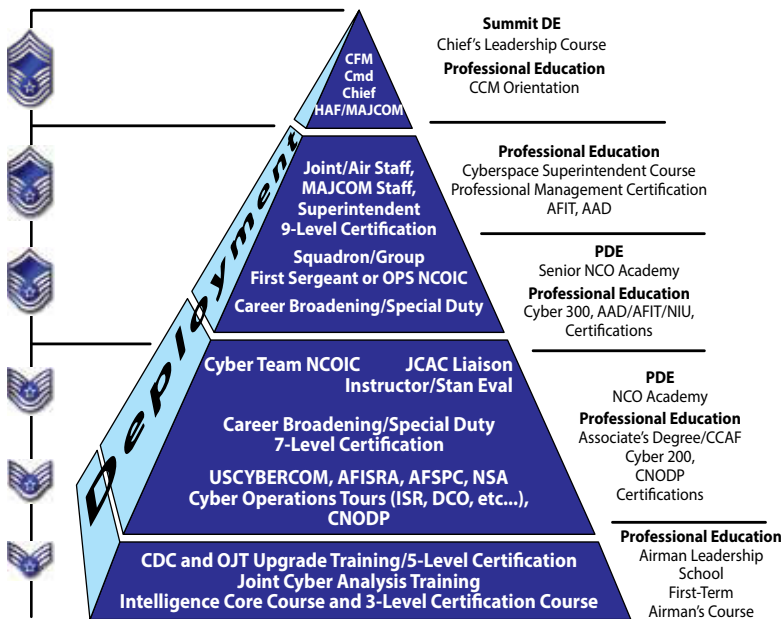 CFM
Cmd
Chief
HAF/MAJCOM
Summit DE
Chief's Leadership Course
Professional Education
CCM Orientation
Joint/Air Staff,
MAJCOM Staff,
Superintendent
9-Level Certification
Squadron/Group
First Sergeant or OPS NCOIC
Career Broadening/Special Duty
Professional Education
Cyberspace Superintendent Course
Professional Management Certification
AFIT, AAD
PDE
Senior NCO Academy
Professional Education
Cyber 300, AAD/AFIT/NIU,
Certifications
Deployment
Cyber Team NCOIC JCAC Liaison
Instructor/Stan Eval
Career Broadening/Special Duty
7-Level Certification
USCYBERCOM, AFISRA, AFSPC, NSA
Cyber Operations Tours (ISR, DCO, etc...),
CNODP
PDE
NCO Academy
Professional Education
Associate's Degree/CCAF
Cyber 200,
CNODP
Certifications
CDC and OJT Upgrade Training/5-Level Certification
Joint Cyber Analysis Training
Intelligence Core Course and 3-Level Certification Course
Professional Education
Airman Leadership
School
First-Term
Airman's Course